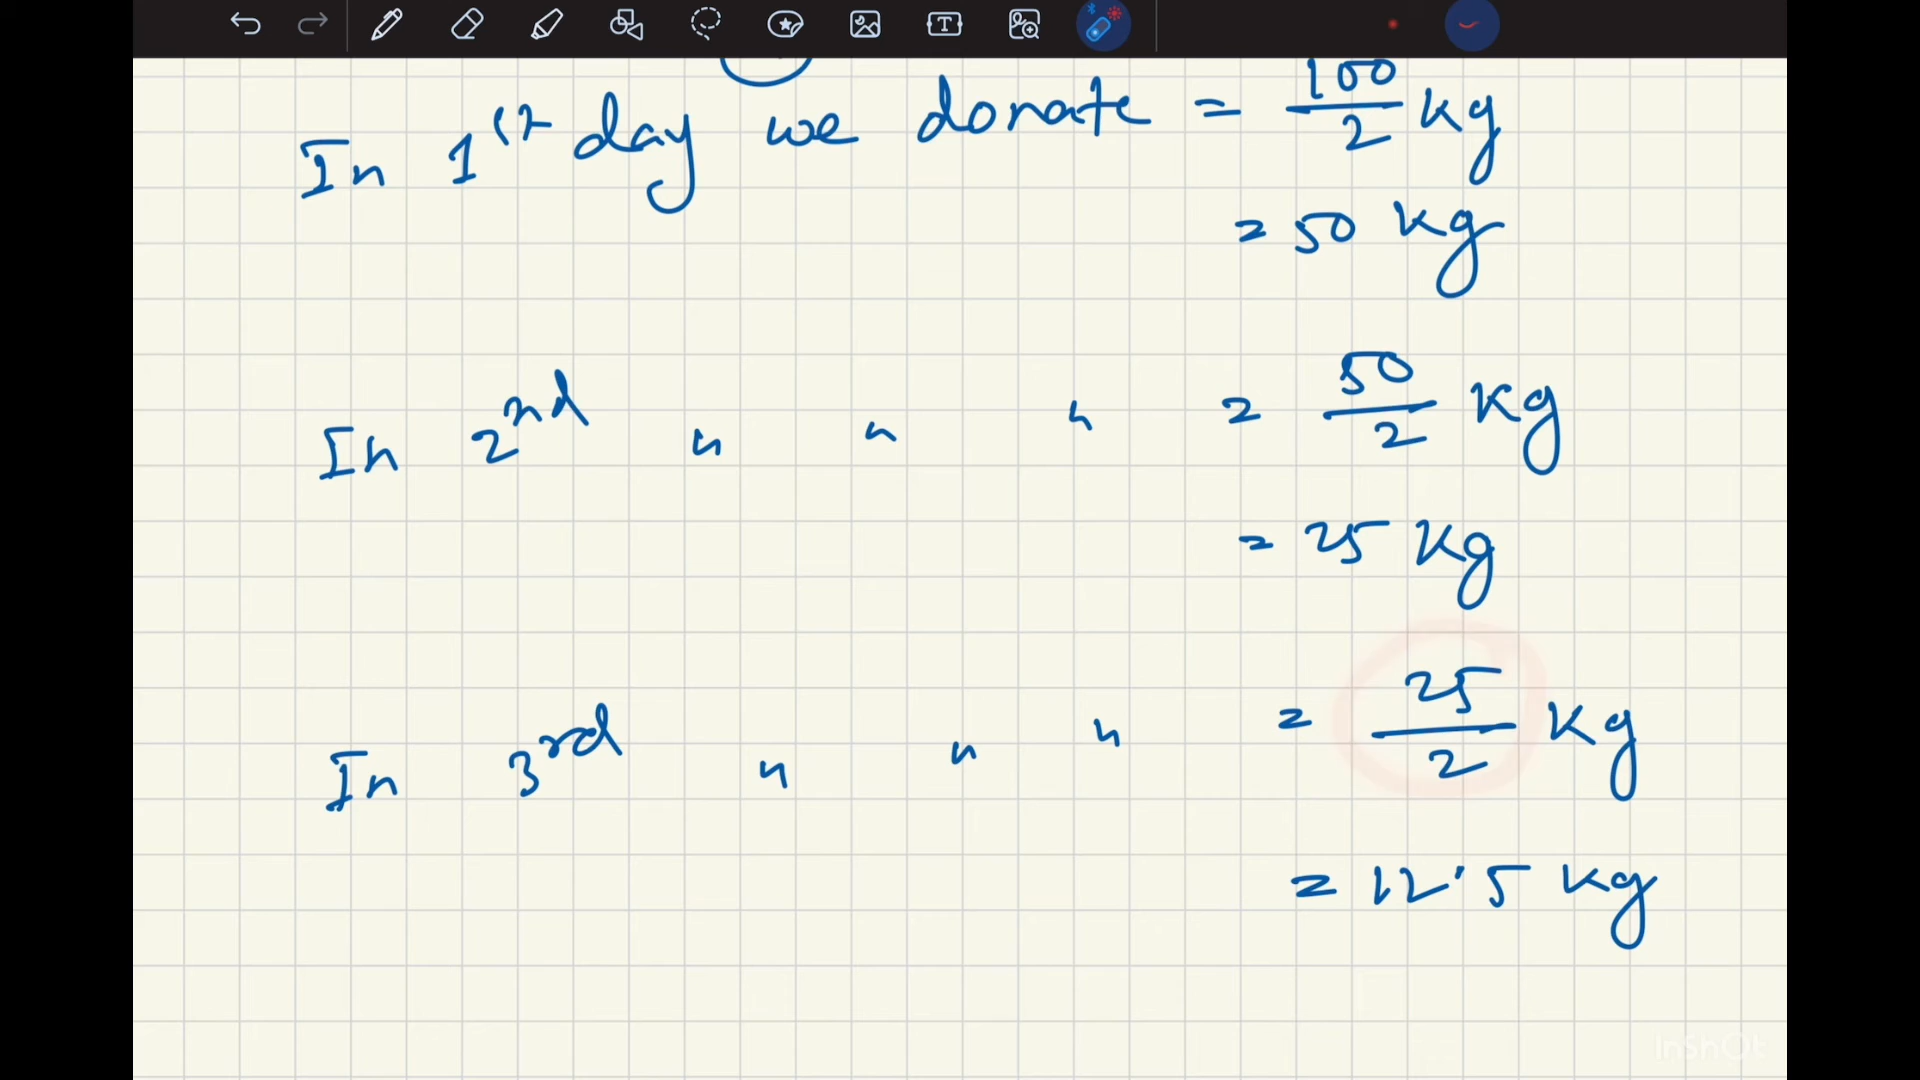 In 1st day we donate = 100/2 kg
= 50 kg
In 2nd " " " = 50/2 kg
= 25 kg
In 3rd " " " = 25/2 kg
= 12.5 kg
InShOt